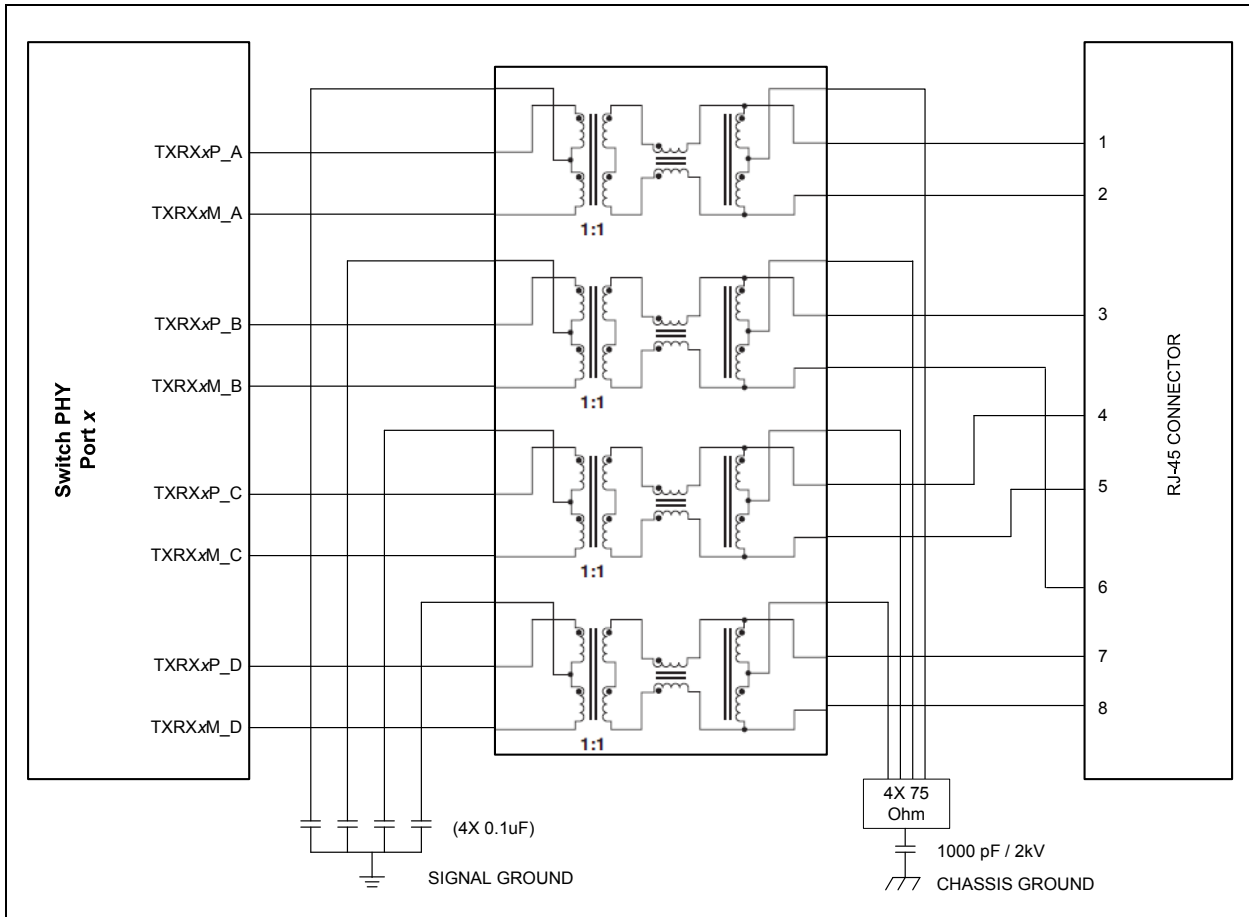 Switch PHY
Port x
TXRXxP_A
TXRXxM_A
TXRXxP_B
TXRXxM_B
TXRXxP_C
TXRXxM_C
TXRXxP_D
TXRXxM_D
1:1
1:1
1:1
1:1
1
2
3
4
5
6
7
8
RJ-45 CONNECTOR
(4X 0.1uF)
SIGNAL GROUND
4X 75
Ohm
1000 pF / 2kV
CHASSIS GROUND